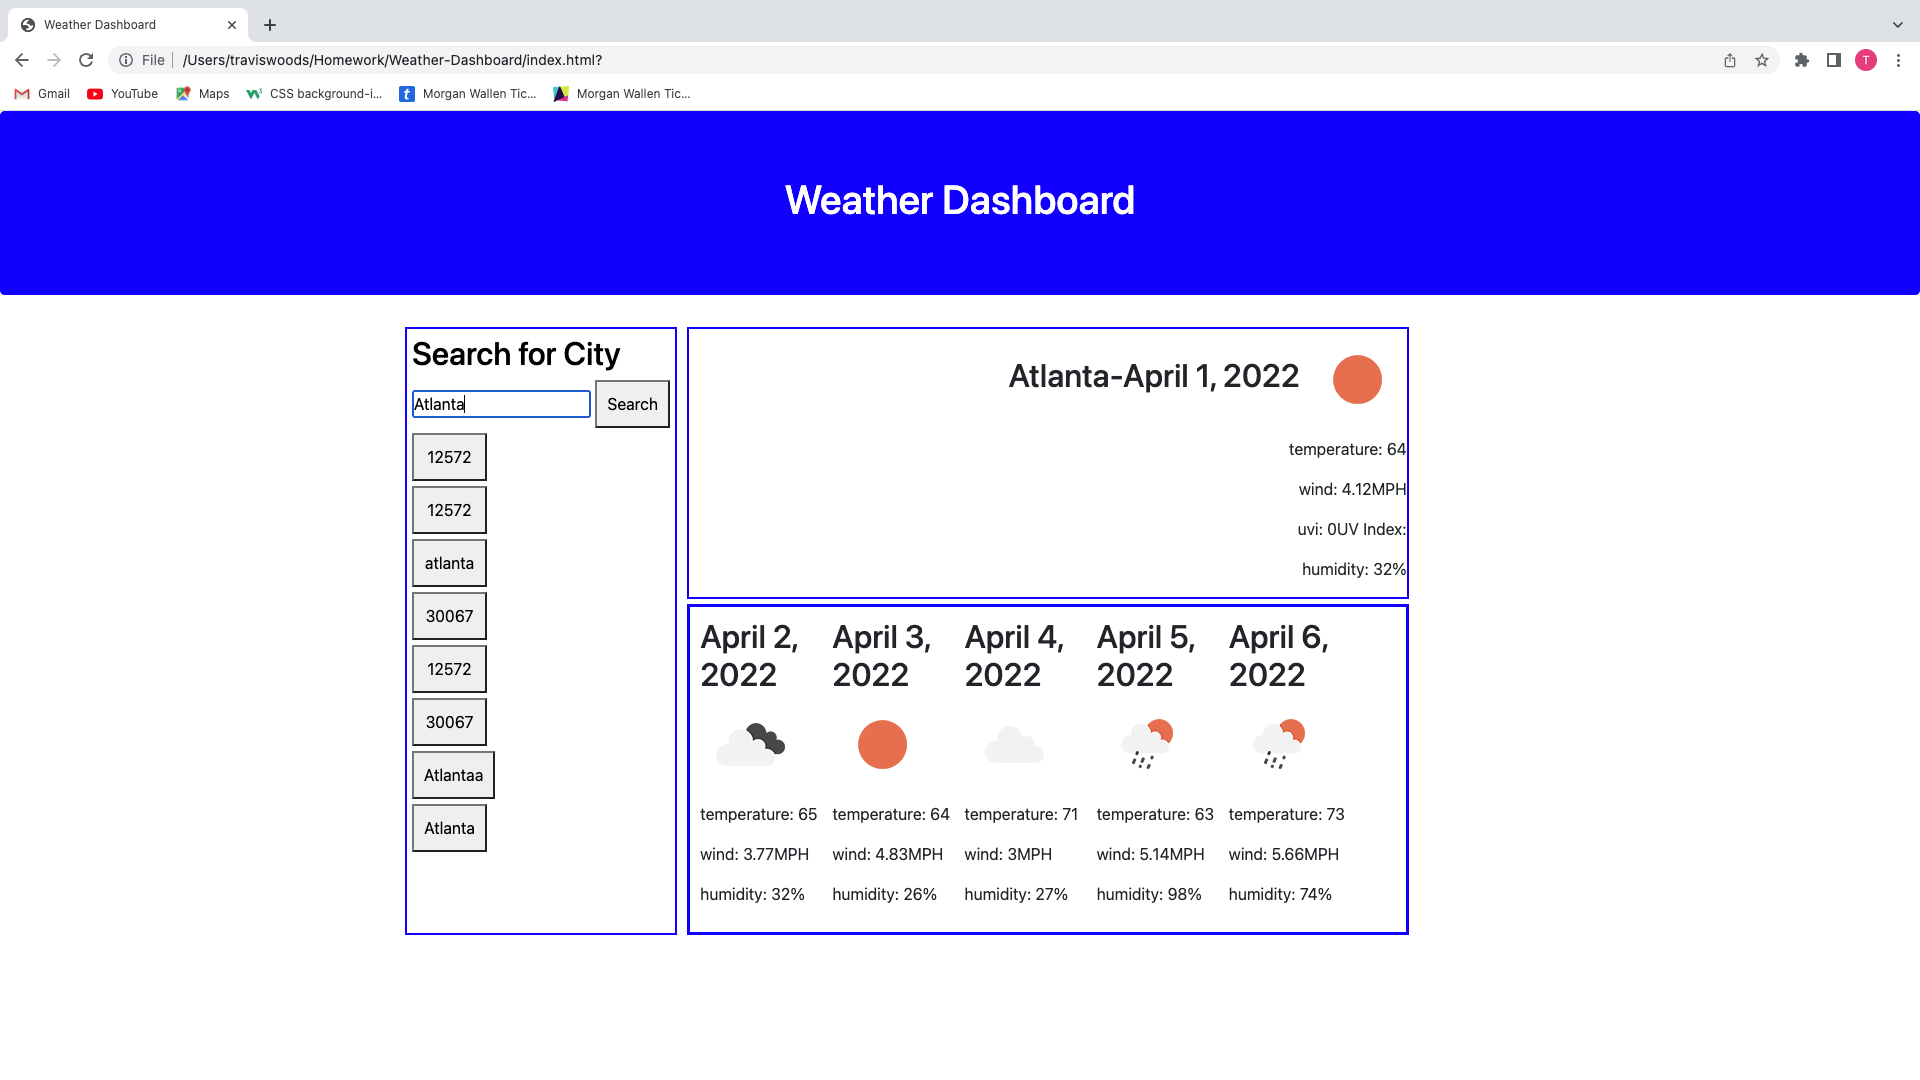 Weather Dashboard
File
/Users/traviswoods/Homework/Weather-Dashboard/index.html?
T
Gmail
YouTube
Maps
CSS background-i...
Morgan Wallen Tic...
Morgan Wallen Tic...
Weather Dashboard
Search for City
Atlanta
Search
12572
12572
atlanta
30067
12572
30067
Atlantaa
Atlanta
Atlanta-April 1, 2022
temperature: 64
wind: 4.12MPH
uvi: 0UV Index:
humidity: 32%
April 2,
2022
temperature: 65
wind: 3.77MPH
humidity: 32%
April 3,
2022
temperature: 64
wind: 4.83MPH
humidity: 26%
April 4,
2022
temperature: 71
wind: 3MPH
humidity: 27%
April 5,
2022
temperature: 63
wind: 5.14MPH
humidity: 98%
April 6,
2022
temperature: 73
wind: 5.66MPH
humidity: 74%